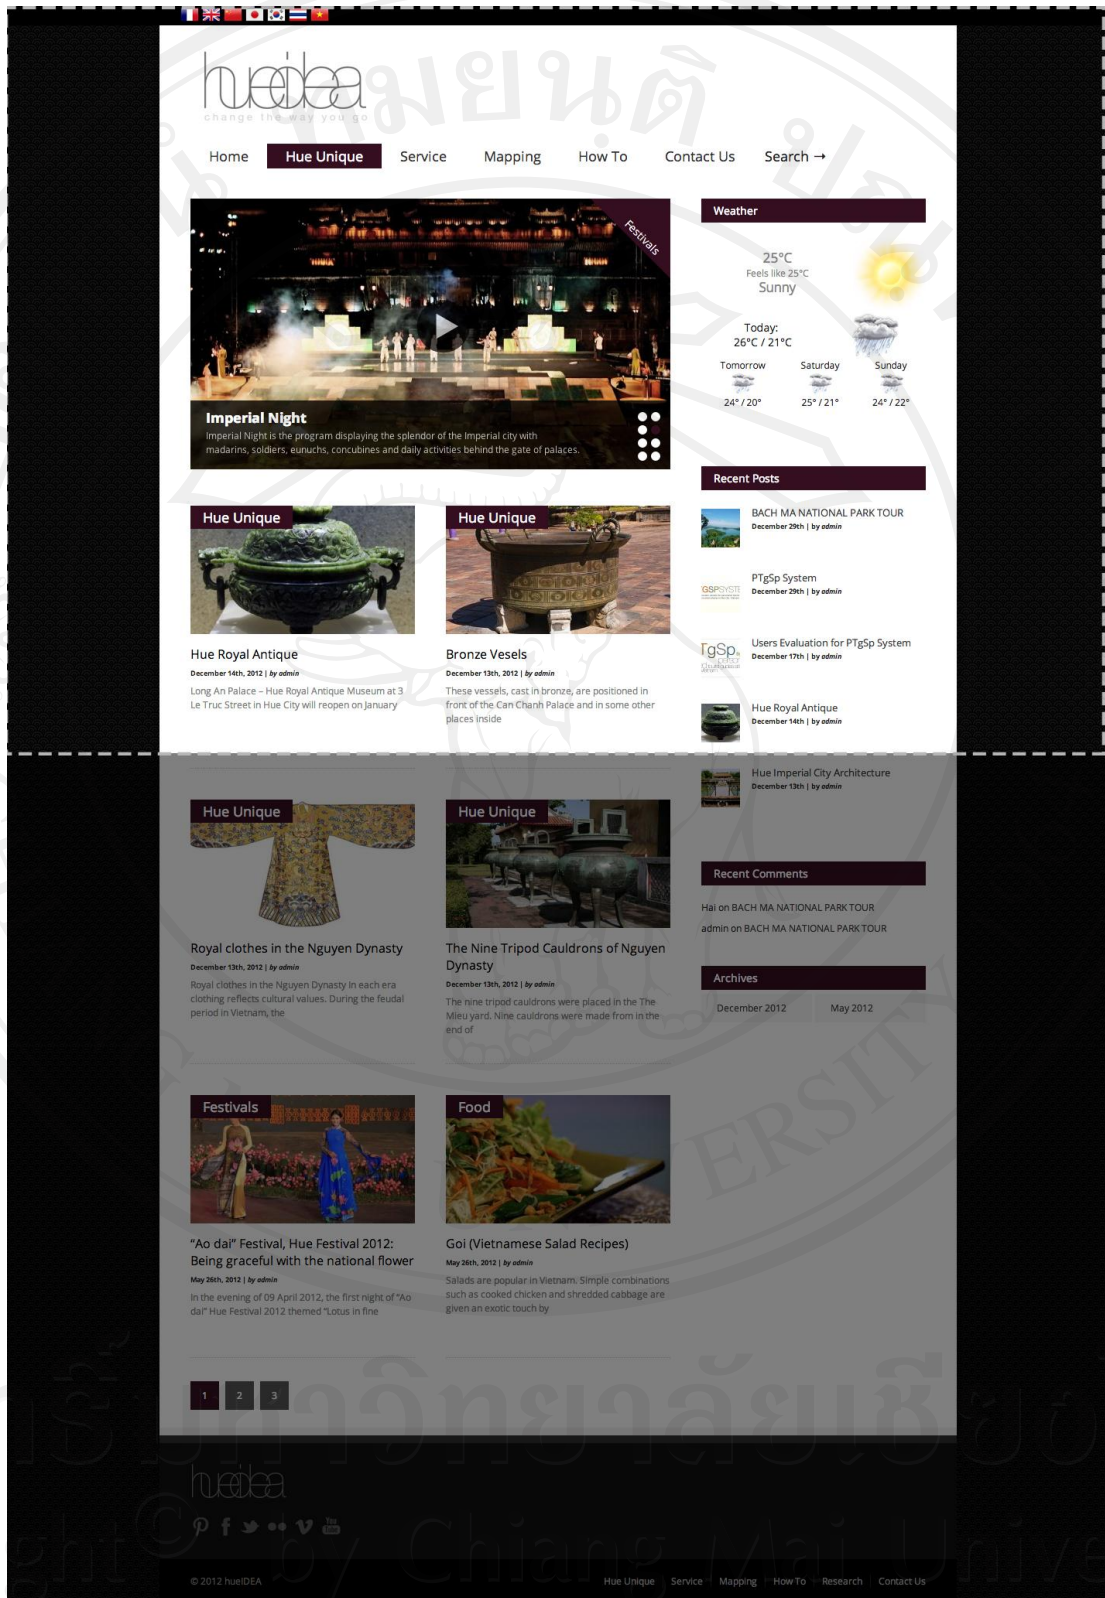 hueidea
change the way you go
Home Hue Unique Service Mapping How To Contact Us Search →
Festivals
Imperial Night
Imperial Night is the program displaying the splendor of the Imperial city with
madarins, soldiers, eunuchs, concubines and daily activities behind the gate of palaces.
Weather
25°C
Feels like 25°C
Sunny
Today:
26°C / 21°C
Tomorrow Saturday Sunday
24° / 20° 25° / 21° 24° / 22°
Recent Posts
BACH MA NATIONAL PARK TOUR
December 29th | by admin
PTgSp System
December 29th | by admin
Users Evaluation for PTgSp System
December 17th | by admin
Hue Royal Antique
December 14th | by admin
Hue Imperial City Architecture
December 13th | by admin
Hue Unique
Hue Royal Antique
December 14th, 2012 | by admin
Long An Palace – Hue Royal Antique Museum at 3
Le Truc Street in Hue City will reopen on January
Hue Unique
Bronze Vesels
December 13th, 2012 | by admin
These vessels, cast in bronze, are positioned in
front of the Can Chanh Palace and in some other
places inside
Hue Unique
Royal clothes in the Nguyen Dynasty
December 13th, 2012 | by admin
Royal clothes in the Nguyen Dynasty In each era
clothing reflects cultural values. During the feudal
period in Vietnam, the
Hue Unique
The Nine Tripod Cauldrons of Nguyen
Dynasty
December 13th, 2012 | by admin
The nine tripod cauldrons were placed in the The
Mieu yard. Nine cauldrons were made from in the
end of
Recent Comments
Hai on BACH MA NATIONAL PARK TOUR
admin on BACH MA NATIONAL PARK TOUR
Archives
December 2012 May 2012
Festivals
"Ao dai" Festival, Hue Festival 2012:
Being graceful with the national flower
May 26th, 2012 | by admin
In the evening of 09 April 2012, the first night of "Ao
dai" Hue Festival 2012 themed "Lotus in fine
Food
Goi (Vietnamese Salad Recipes)
May 26th, 2012 | by admin
Salads are popular in Vietnam. Simple combinations
such as cooked chicken and shredded cabbage are
given an exotic touch by
1 2 3
hueidea
You Tube
© 2012 hueIDEA
Hue Unique Service Mapping How To Research Contact Us
by Chiang Mai